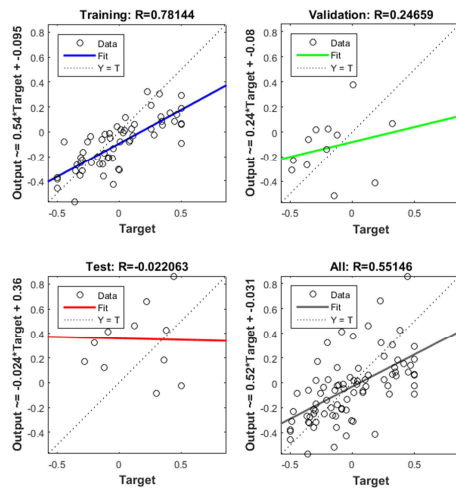 Training: R=0.78144
Output ~= 0.54*Target + -0.095
0.8
0.6
0.4
0.2
0
-0.2
-0.4
Data
Fit
Y = T
-0.5
0
0.5
Target
Validation: R=0.24659
Output ~= 0.24*Target + -0.08
0.8
0.6
0.4
0.2
0
-0.2
-0.4
Data
Fit
Y = T
-0.5
0
0.5
Target
Test: R=-0.022063
Output ~= -0.024*Target + 0.36
0.8
0.6
0.4
0.2
0
-0.2
-0.4
Data
Fit
Y = T
-0.5
0
0.5
Target
All: R=0.55146
Output ~= 0.52*Target + -0.031
0.8
0.6
0.4
0.2
0
-0.2
-0.4
Data
Fit
Y = T
-0.5
0
0.5
Target